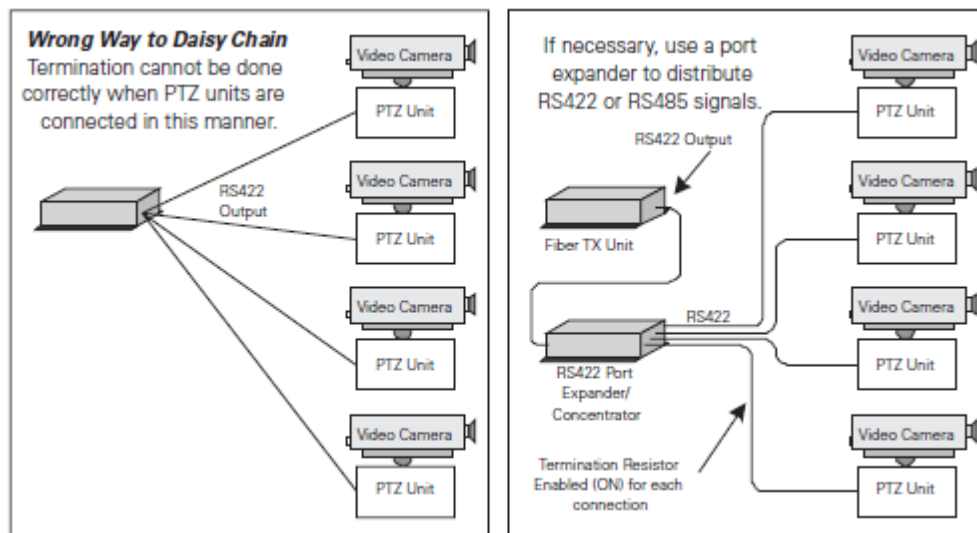 Wrong Way to Daisy Chain
Termination cannot be done
correctly when PTZ units are
connected in this manner.
RS422
Output
Video Camera
PTZ Unit
Video Camera
PTZ Unit
Video Camera
PTZ Unit
Video Camera
PTZ Unit
If necessary, use a port
expander to distribute
RS422 or RS485 signals.
RS422 Output
Fiber TX Unit
RS422
RS422 Port
Expander/
Concentrator
Termination Resistor
Enabled (ON) for each
connection
Video Camera
PTZ Unit
Video Camera
PTZ Unit
Video Camera
PTZ Unit
Video Camera
PTZ Unit